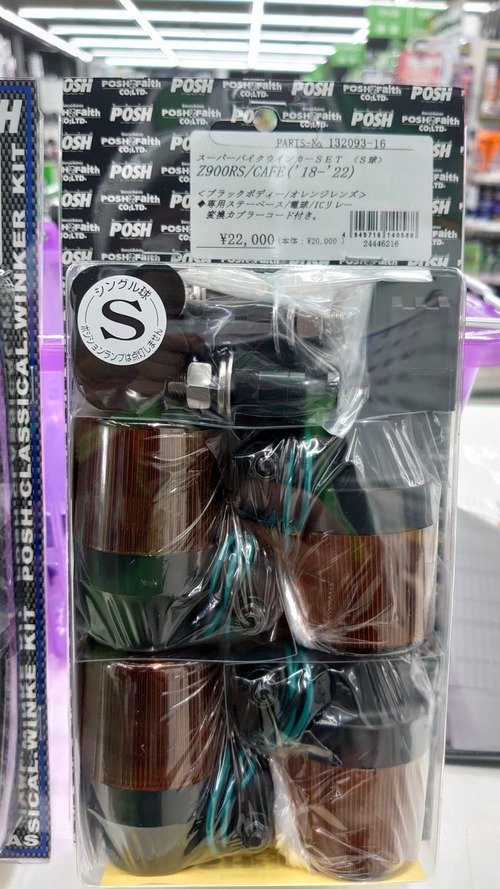 POSH
POSH Faith
CO;LTD.
PARTS-No 132093-16
スーパーバイクウインカーSET 〈S球〉
Z900RS/CAFE('18-'22)
<ブラックボディー/オレンジレンズ>
◆専用ステーベース/電球/ICリレー
変換カプラーコード付き。
¥22,000 (本体:¥20,000)
24446216
シングル球
S
ポジションランプは点灯しません
POSH CLASSICAL WINKER KIT
SSICAL WINKE KIT POSH